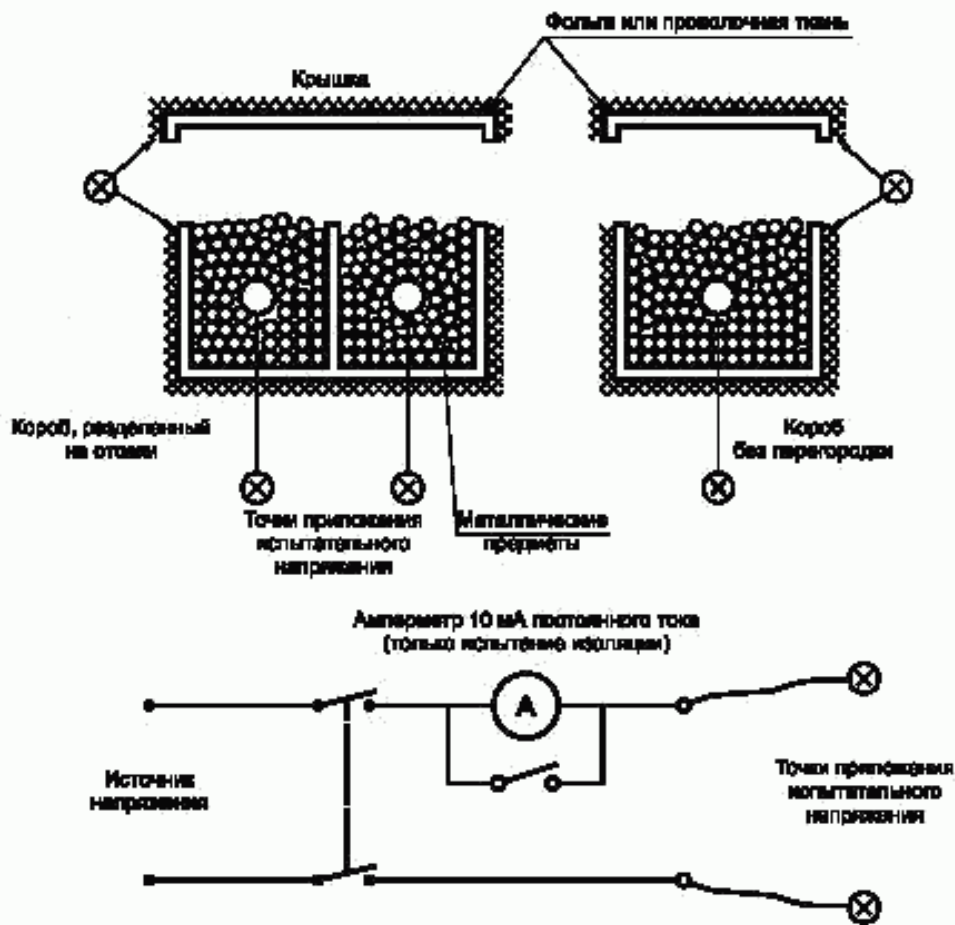 Фольга или проволочная ткань
Крышка
Короб, разделенный
на отсеки
Короб
без перегородки
Точки приложения
испытательного
напряжения
Металлические
предметы
Амперметр 10 мА постоянного тока
(только испытание изоляции)
А
Источник
напряжения
Точки приложения
испытательного
напряжения